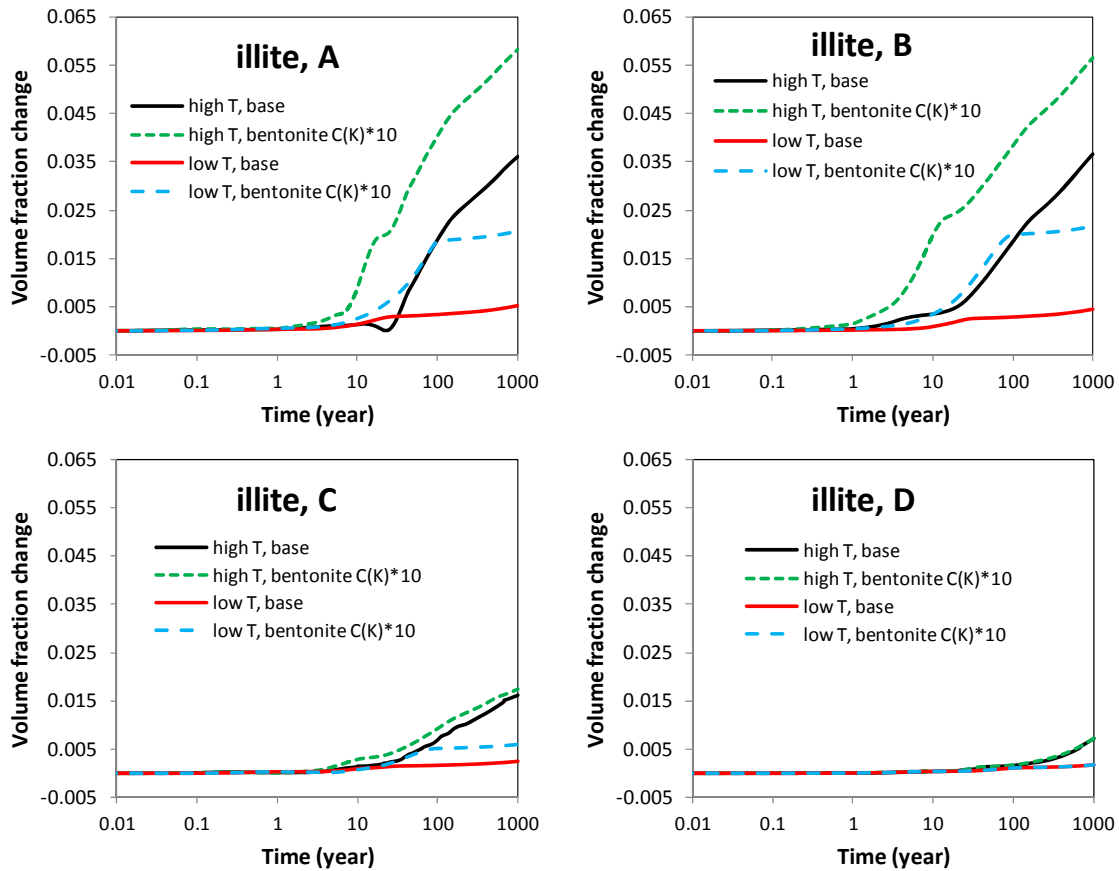 illite, A
high T, base
high T, bentonite C(K)*10
low T, base
low T, bentonite C(K)*10
Volume fraction change
0.065
0.055
0.045
0.035
0.025
0.015
0.005
-0.005
0.01 0.1 1 10 100 1000
Time (year)
illite, B
high T, base
high T, bentonite C(K)*10
low T, base
low T, bentonite C(K)*10
Volume fraction change
0.065
0.055
0.045
0.035
0.025
0.015
0.005
-0.005
0.01 0.1 1 10 100 1000
Time (year)
illite, C
high T, base
high T, bentonite C(K)*10
low T, base
low T, bentonite C(K)*10
Volume fraction change
0.065
0.055
0.045
0.035
0.025
0.015
0.005
-0.005
0.01 0.1 1 10 100 1000
Time (year)
illite, D
high T, base
high T, bentonite C(K)*10
low T, base
low T, bentonite C(K)*10
Volume fraction change
0.065
0.055
0.045
0.035
0.025
0.015
0.005
-0.005
0.01 0.1 1 10 100 1000
Time (year)